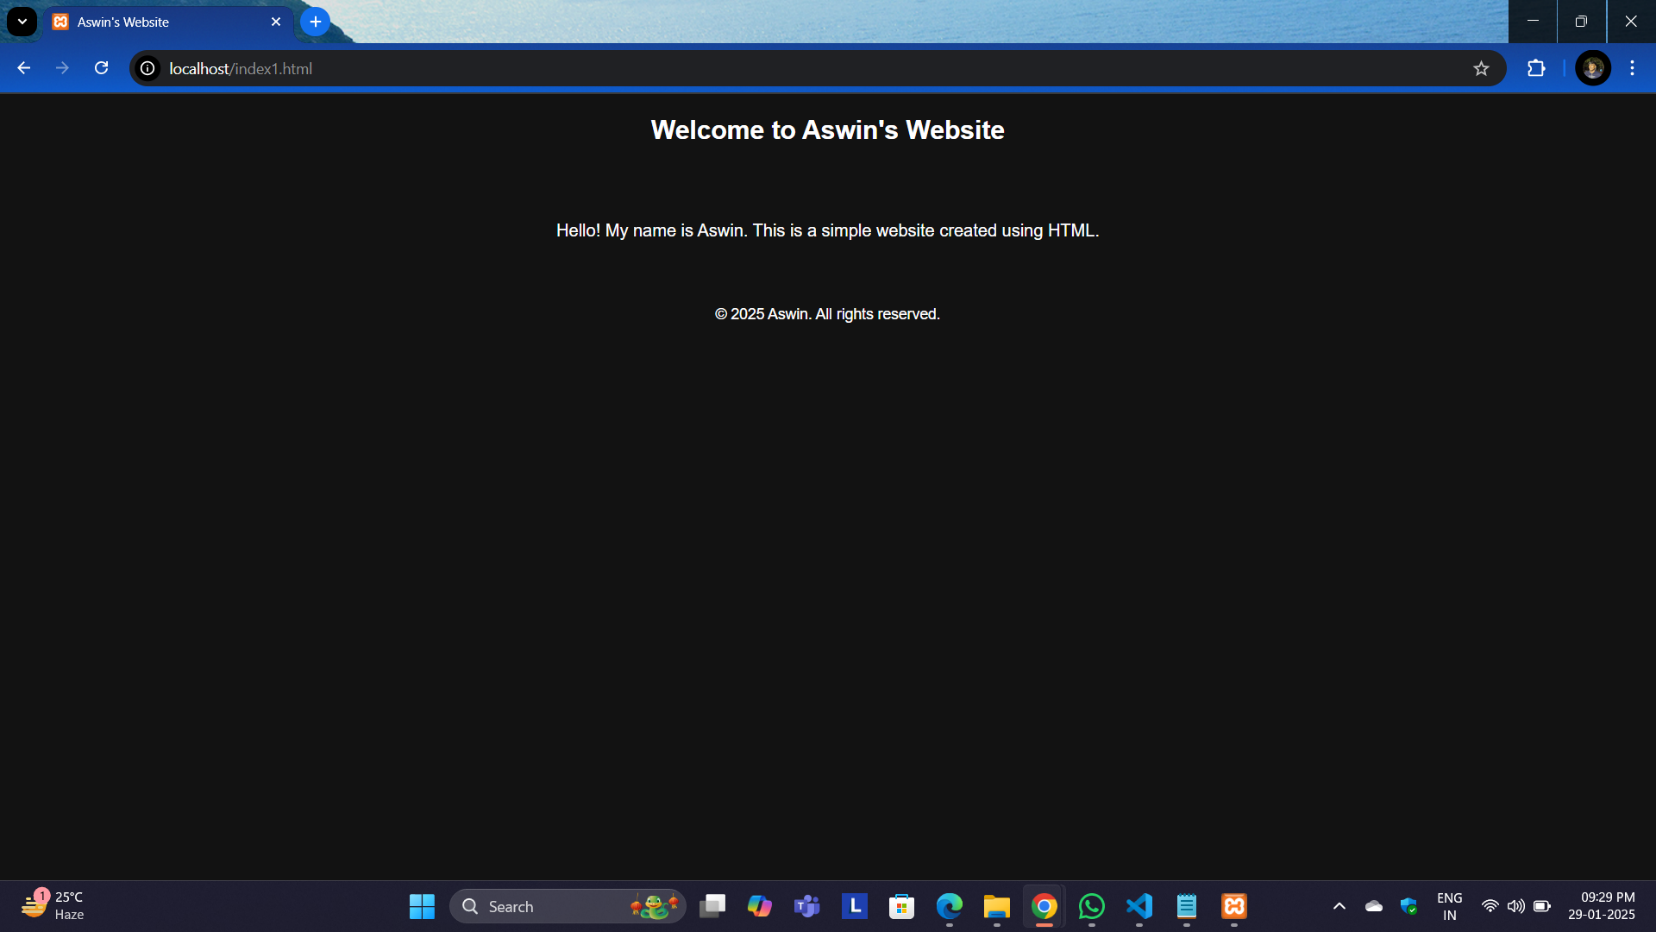 Aswin's Website
localhost/index1.html
Welcome to Aswin's Website
Hello! My name is Aswin. This is a simple website created using HTML.
© 2025 Aswin. All rights reserved.
1
25°C
Haze
Search
T
L
ENG
IN
09:29 PM
29-01-2025